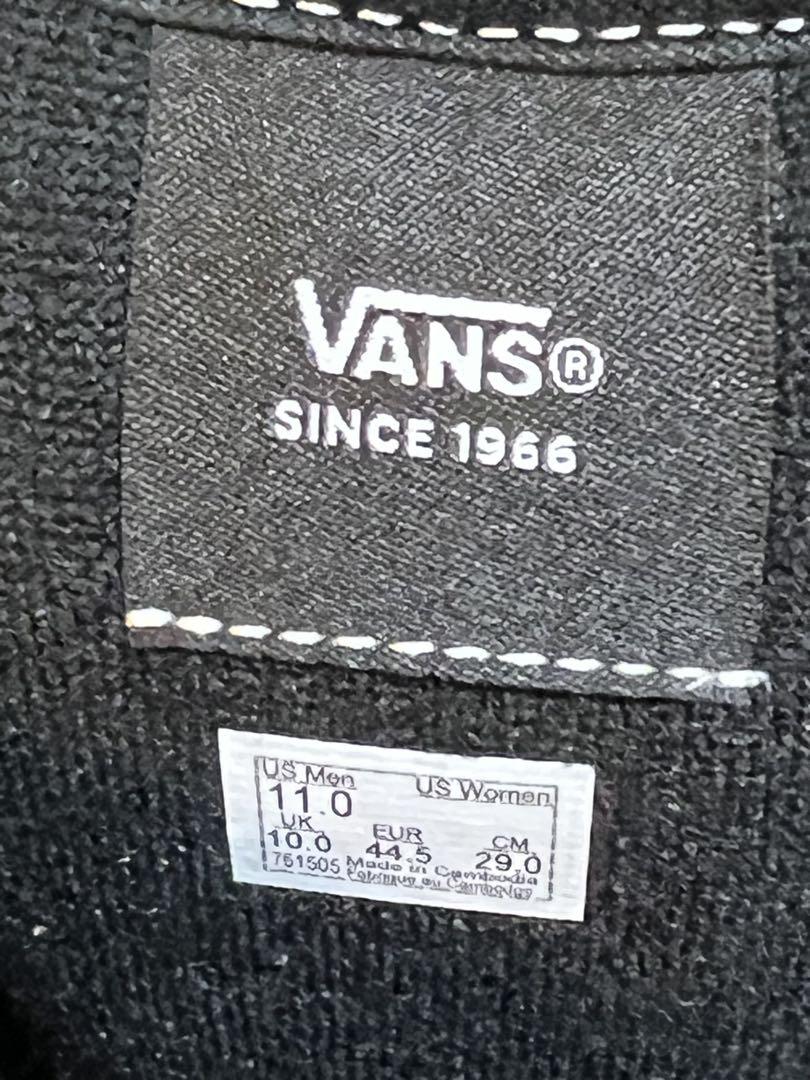 VANS®
SINCE 1966
US Men US Women
11.0
UK EUR CM
10.0 44.5 29.0
751505 Made in Cambodia